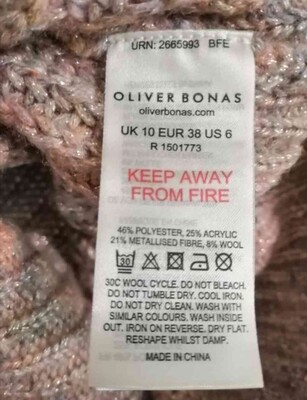 URN: 2665993 BFE
OLIVER BONAS
oliverbonas.com
UK 10 EUR 38 US 6
R 1501773
KEEP AWAY
FROM FIRE
46% POLYESTER, 25% ACRYLIC
21% METALLISED FIBRE, 8% WOOL
30C WOOL CYCLE. DO NOT BLEACH.
DO NOT TUMBLE DRY. COOL IRON.
DO NOT DRY CLEAN. WASH WITH
SIMILAR COLOURS. WASH INSIDE
OUT. IRON ON REVERSE. DRY FLAT.
RESHAPE WHILST DAMP.
MADE IN CHINA